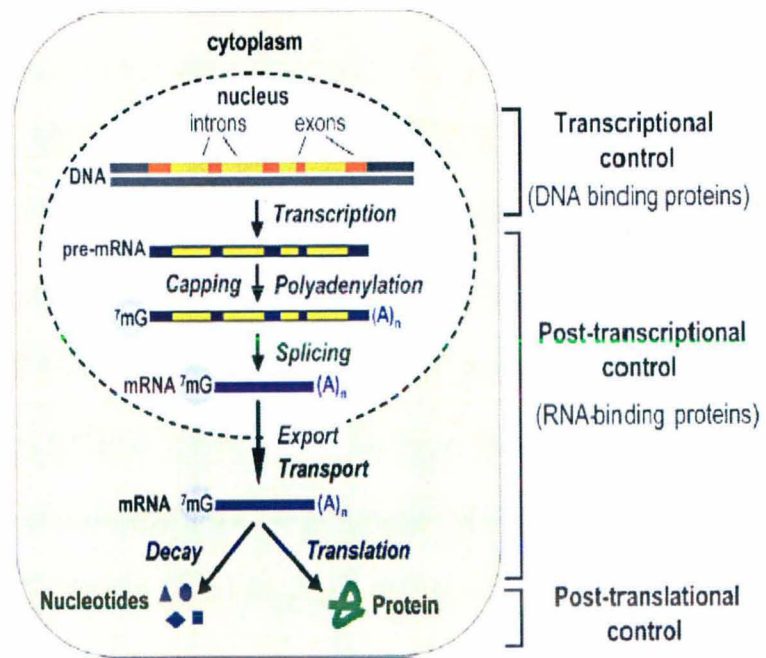 cytoplasm
nucleus
introns exons
DNA
Transcription
pre-mRNA
Capping Polyadenylation
⁷mG (A)ₙ
Splicing
mRNA ⁷mG (A)ₙ
Export
Transport
mRNA ⁷mG (A)ₙ
Decay Translation
Nucleotides Protein
Transcriptional
control
(DNA binding proteins)
Post-transcriptional
control
(RNA-binding proteins)
Post-translational
control